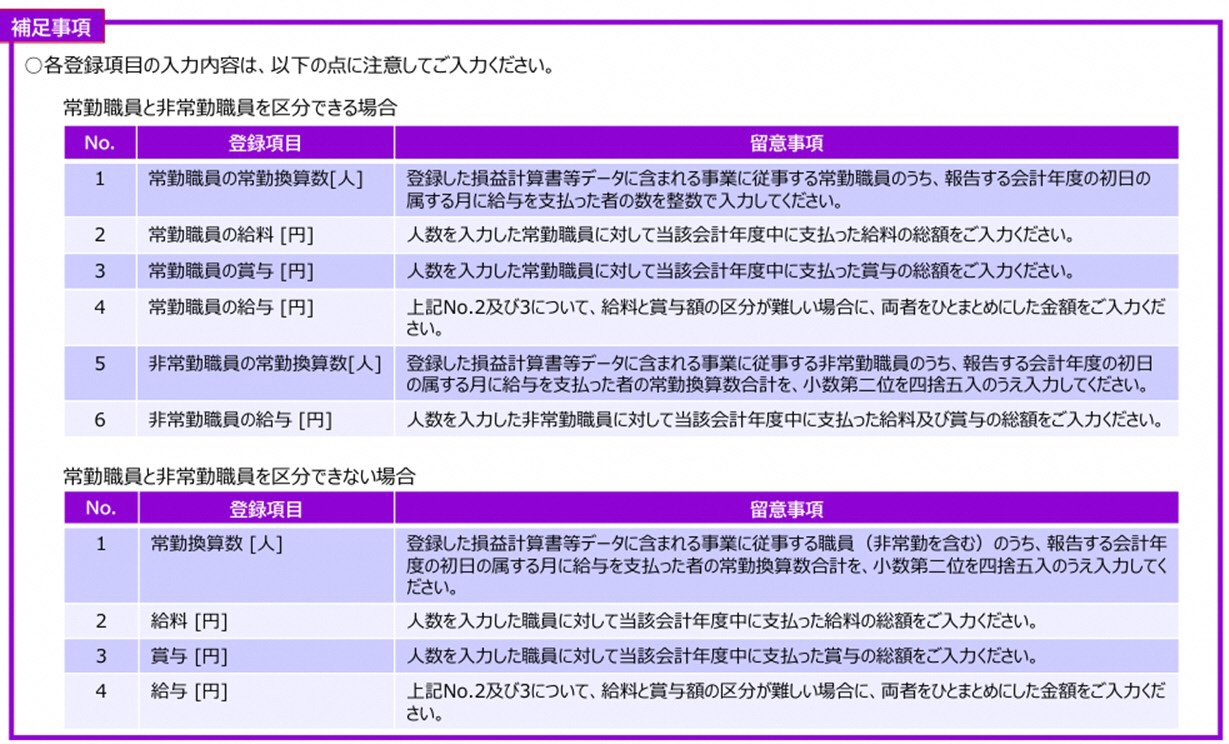 補足事項
○各登録項目の入力内容は、以下の点に注意してご入力ください。
常勤職員と非常勤職員を区分できる場合
No. 登録項目 留意事項
1 常勤職員の常勤換算数[人] 登録した損益計算書等データに含まれる事業に従事する常勤職員のうち、報告する会計年度の初日の
属する月に給与を支払った者の数を整数で入力してください。
2 常勤職員の給料 [円] 人数を入力した常勤職員に対して当該会計年度中に支払った給料の総額をご入力ください。
3 常勤職員の賞与 [円] 人数を入力した常勤職員に対して当該会計年度中に支払った賞与の総額をご入力ください。
4 常勤職員の給与 [円] 上記No.2及び3について、給料と賞与額の区分が難しい場合に、両者をひとまとめにした金額をご入力くだ
さい。
5 非常勤職員の常勤換算数[人] 登録した損益計算書等データに含まれる事業に従事する非常勤職員のうち、報告する会計年度の初日
の属する月に給与を支払った者の常勤換算数合計を、小数第二位を四捨五入のうえ入力してください。
6 非常勤職員の給与 [円] 人数を入力した非常勤職員に対して当該会計年度中に支払った給料及び賞与の総額をご入力ください。
常勤職員と非常勤職員を区分できない場合
No. 登録項目 留意事項
1 常勤換算数 [人] 登録した損益計算書等データに含まれる事業に従事する職員（非常勤を含む）のうち、報告する会計年
度の初日の属する月に給与を支払った者の常勤換算数合計を、小数第二位を四捨五入のうえ入力してく
ださい。
2 給料 [円] 人数を入力した職員に対して当該会計年度中に支払った給料の総額をご入力ください。
3 賞与 [円] 人数を入力した職員に対して当該会計年度中に支払った賞与の総額をご入力ください。
4 給与 [円] 上記No.2及び3について、給料と賞与額の区分が難しい場合に、両者をひとまとめにした金額をご入力くだ
さい。